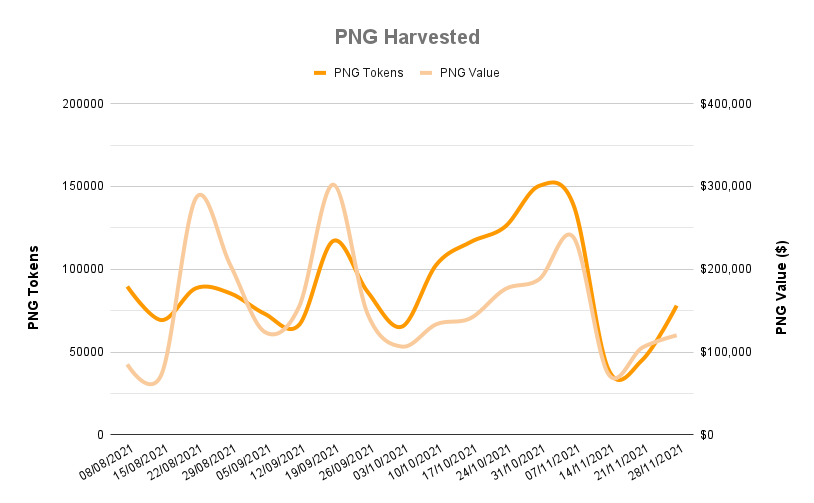 PNG Harvested
PNG Tokens PNG Value
200000 $400,000
150000 $300,000
100000 $200,000
50000 $100,000
0 $0
PNG Tokens
PNG Value ($)
08/08/2021 15/08/2021 22/08/2021 29/08/2021 05/09/2021 12/09/2021 19/09/2021 26/09/2021 03/10/2021 10/10/2021 17/10/2021 24/10/2021 31/10/2021 07/11/2021 14/11/2021 21/11/2021 28/11/2021